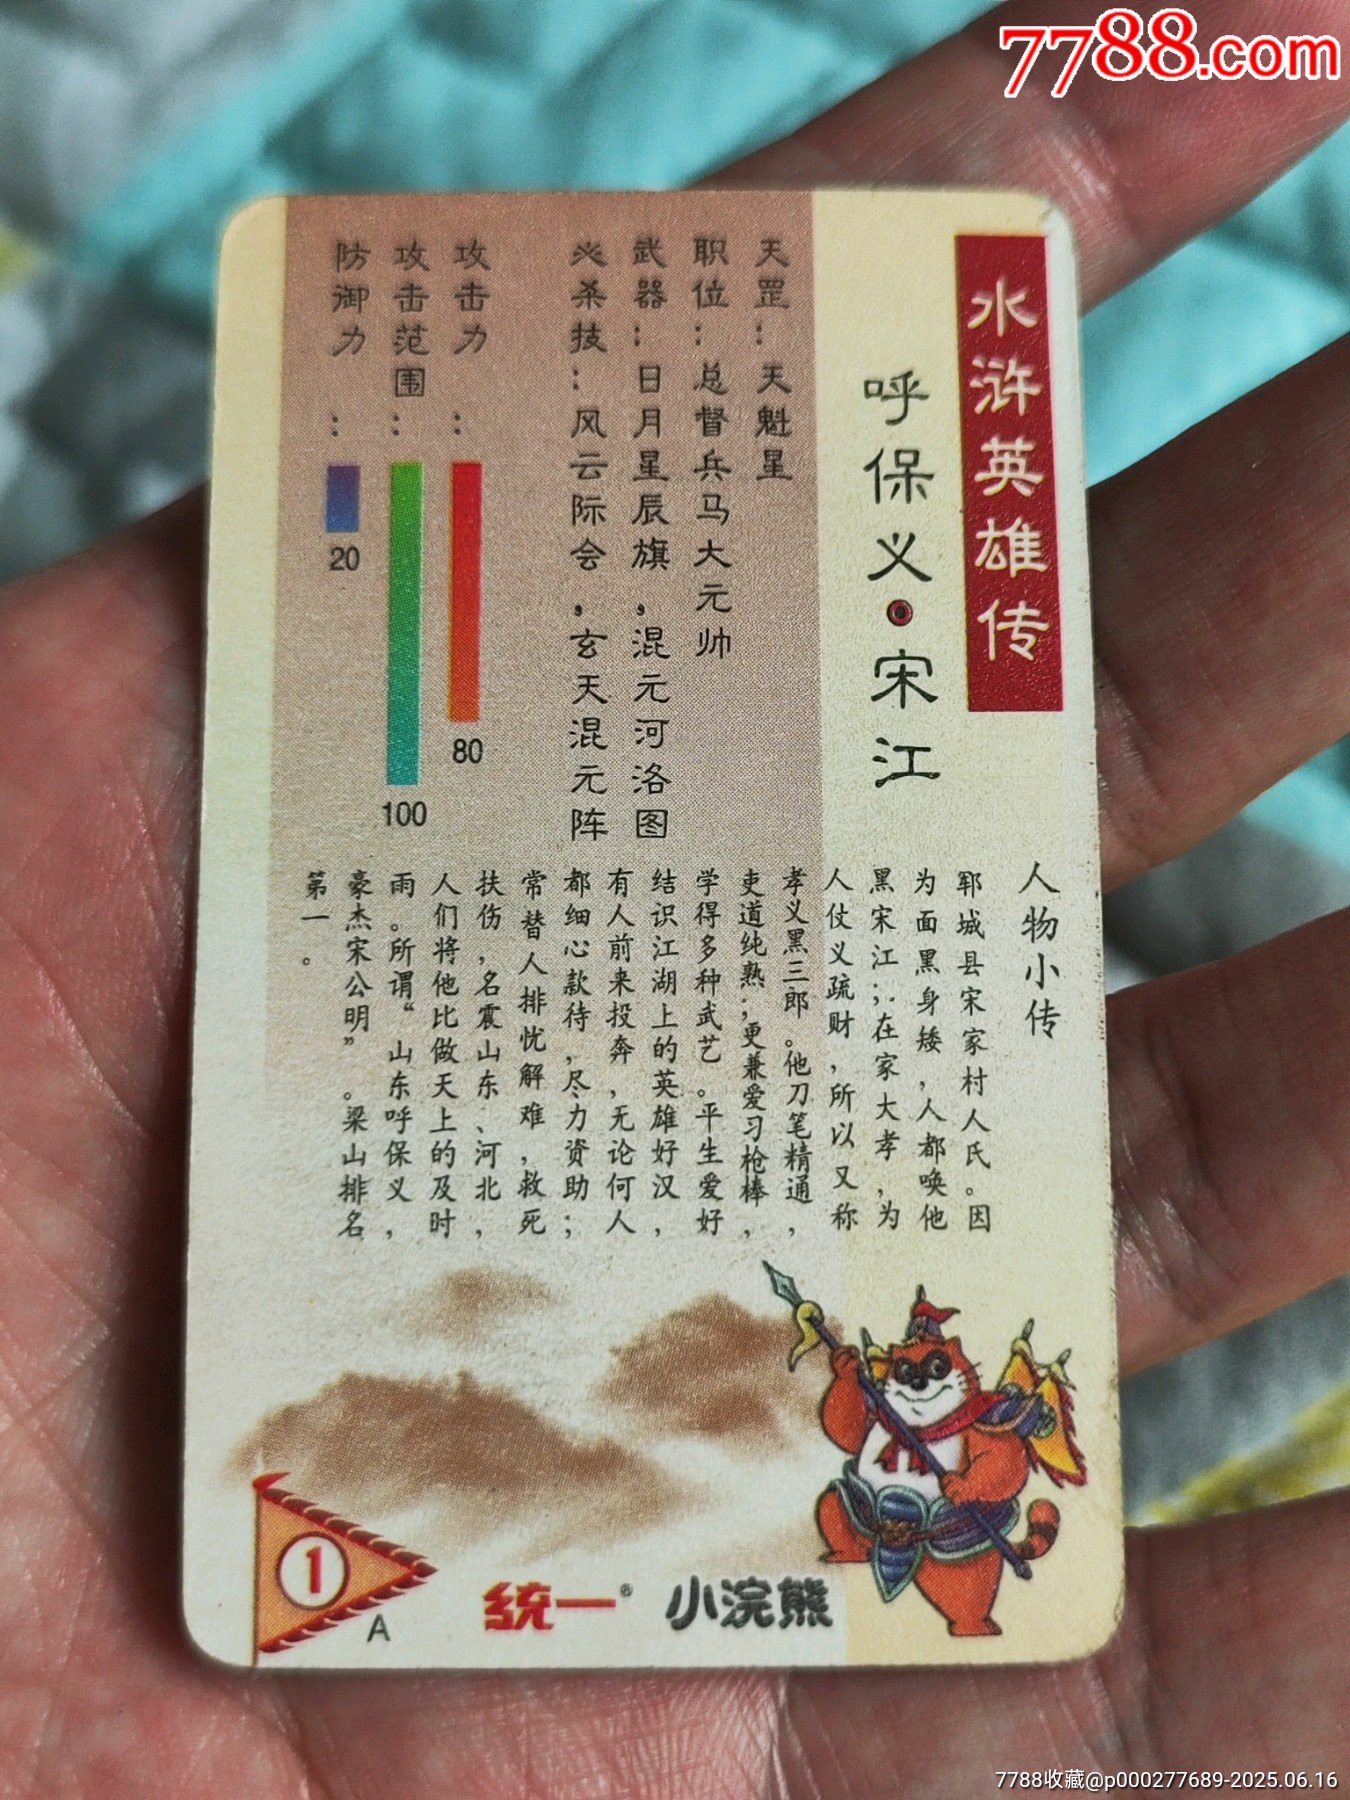 7788.com
水浒英雄传
呼保义·宋江
天罡:天魁星
职位:总督兵马大元帅
武器:日月星辰旗,混元河洛图
必杀技:风云际会,玄天混元阵
攻击力:
80
攻击范围:
100
防御力:
20
人物小传
郓城县宋家村人氏。因
为面黑身矮,人都唤他
黑宋江;在家大孝,为
人仗义疏财,所以又称
孝义黑三郎。他刀笔精通,
吏道纯熟;更兼爱习枪棒,
学得多种武艺。平生爱好
结识江湖上的英雄好汉,
有人前来投奔,无论何人
都细心款待,尽力资助;
常替人排忧解难,救死
扶伤,名震山东、河北,
人们将他比做天上的及时
雨。所谓“山东呼保义,
豪杰宋公明”。梁山排名
第一。
1
A
统一® 小浣熊
7788收藏@p000277689-2025.06.16